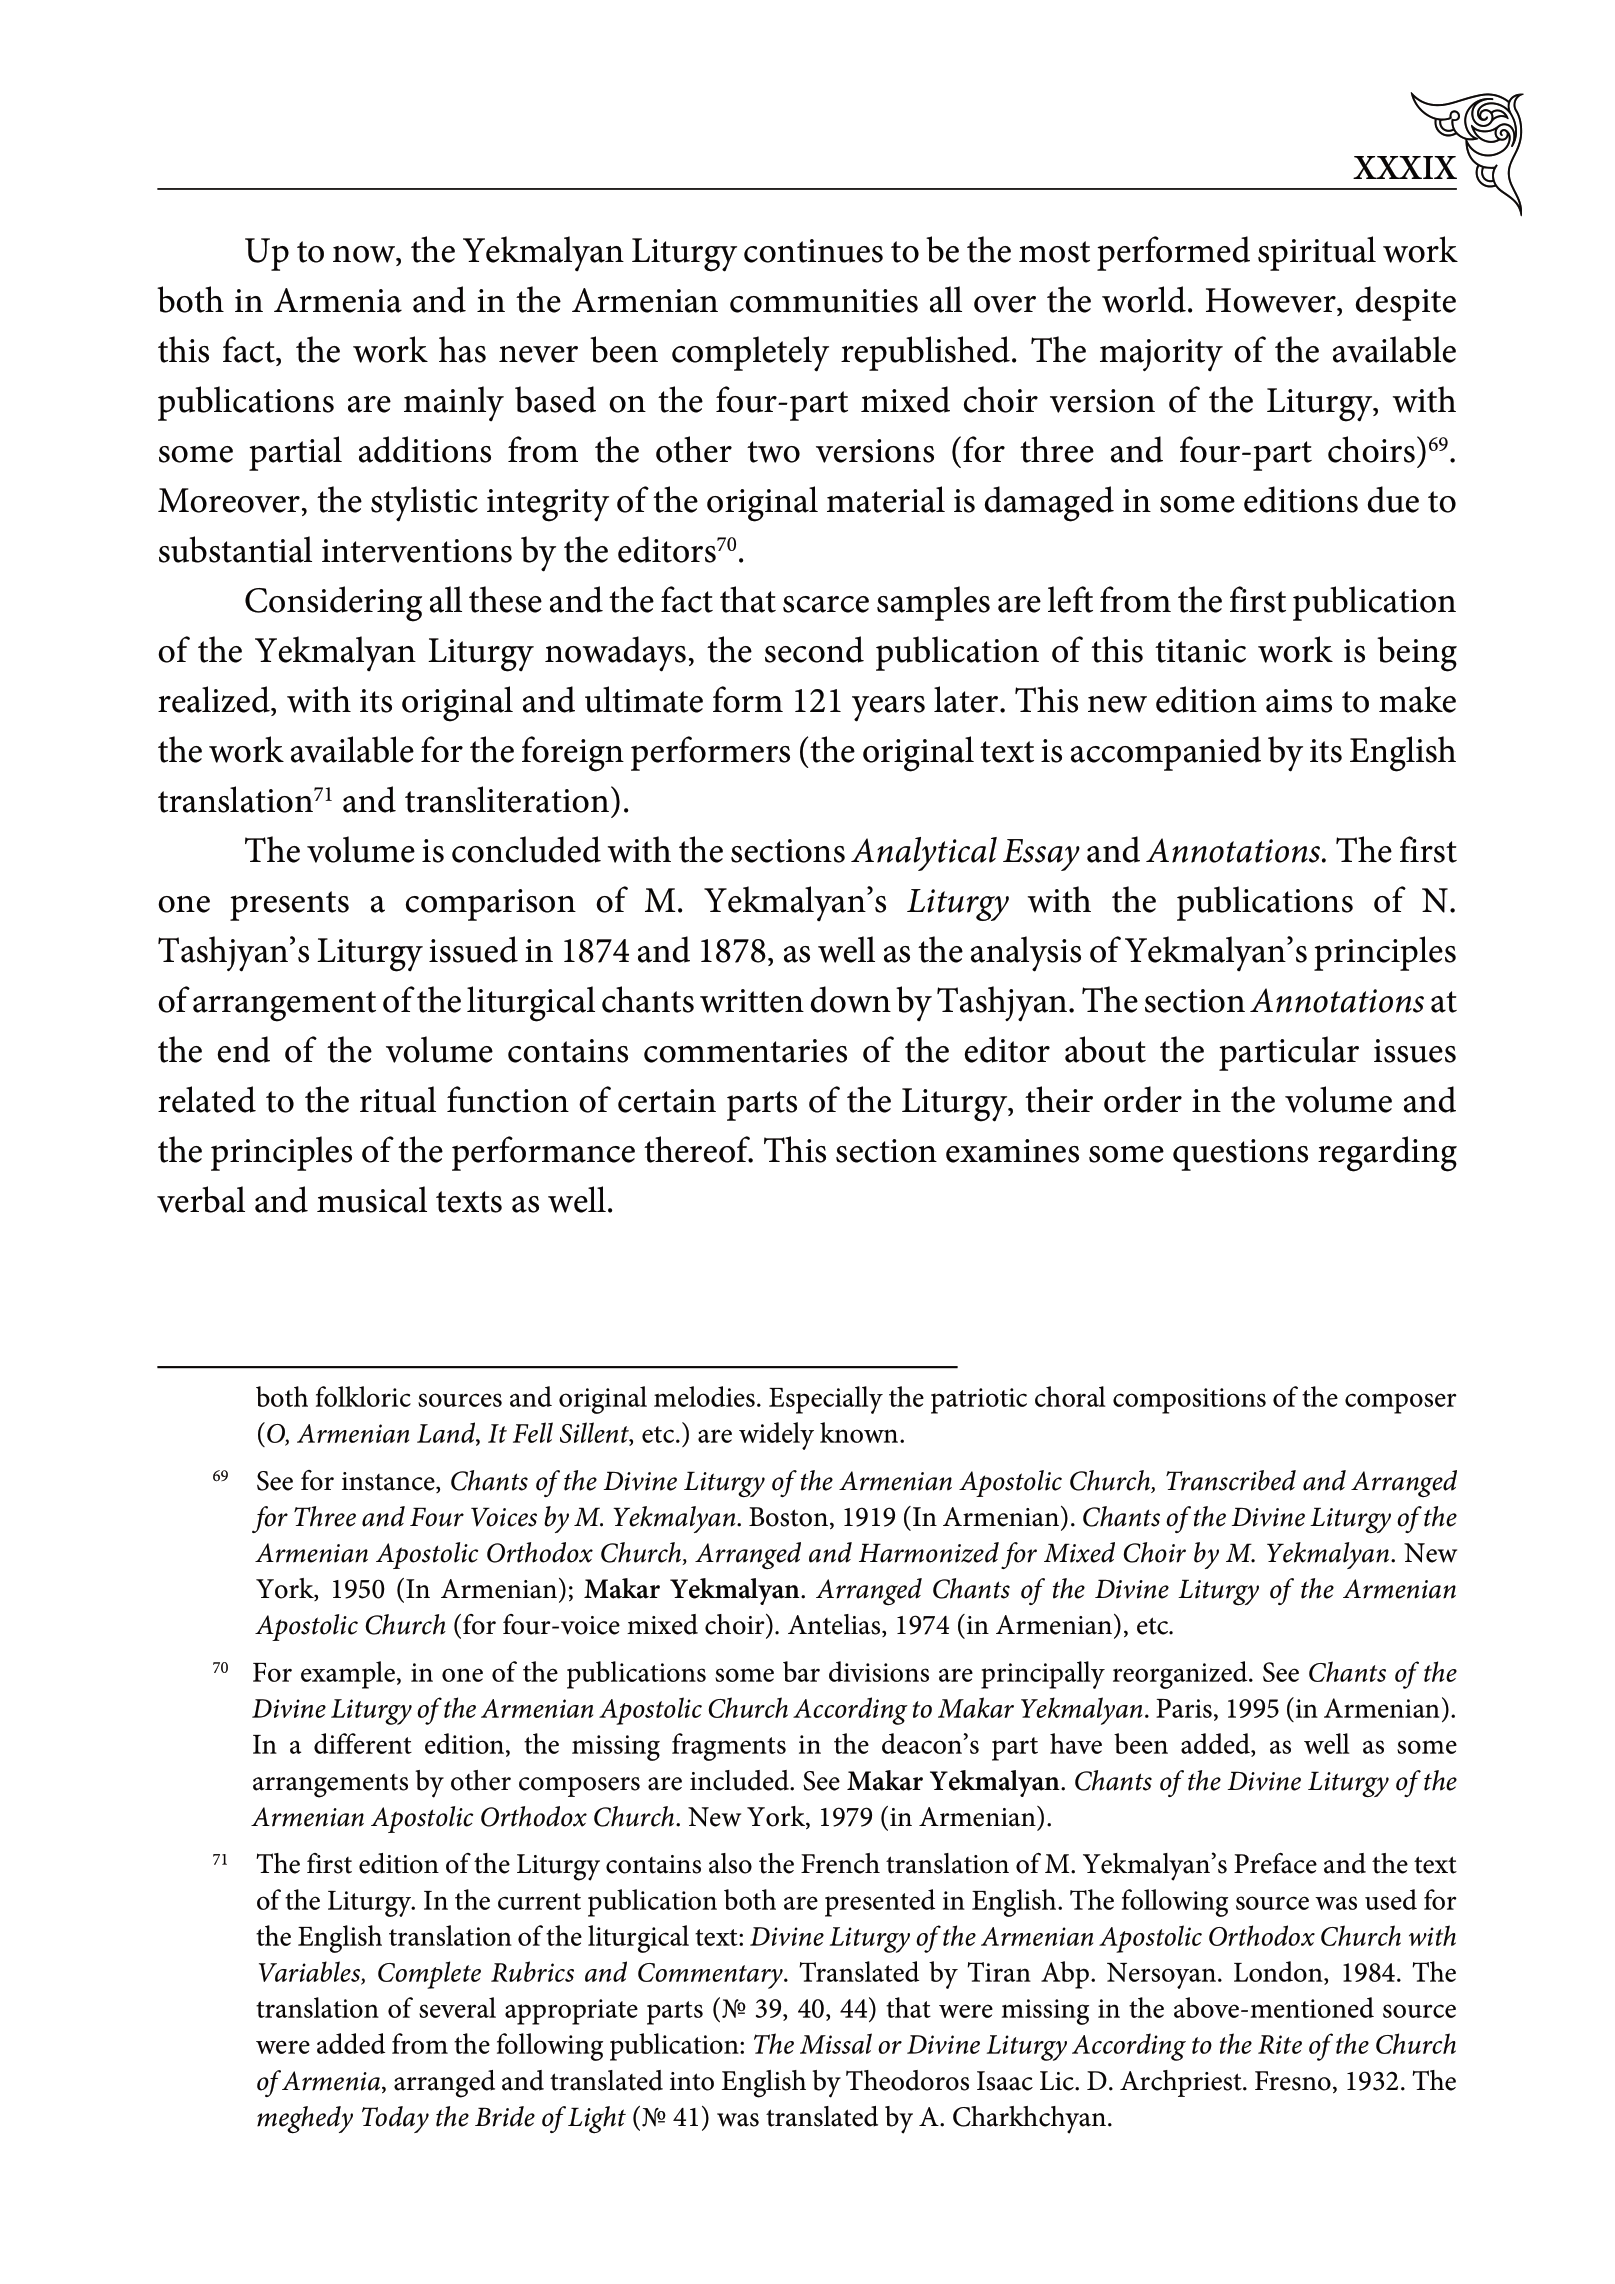 XXXIX
Up to now, the Yekmalyan Liturgy continues to be the most performed spiritual work
both in Armenia and in the Armenian communities all over the world. However, despite
this fact, the work has never been completely republished. The majority of the available
publications are mainly based on the four-part mixed choir version of the Liturgy, with
some partial additions from the other two versions (for three and four-part choirs)⁶⁹.
Moreover, the stylistic integrity of the original material is damaged in some editions due to
substantial interventions by the editors⁷⁰.
Considering all these and the fact that scarce samples are left from the first publication
of the Yekmalyan Liturgy nowadays, the second publication of this titanic work is being
realized, with its original and ultimate form 121 years later. This new edition aims to make
the work available for the foreign performers (the original text is accompanied by its English
translation⁷¹ and transliteration).
The volume is concluded with the sections Analytical Essay and Annotations. The first
one presents a comparison of M. Yekmalyan’s Liturgy with the publications of N.
Tashjyan’s Liturgy issued in 1874 and 1878, as well as the analysis of Yekmalyan’s principles
of arrangement of the liturgical chants written down by Tashjyan. The section Annotations at
the end of the volume contains commentaries of the editor about the particular issues
related to the ritual function of certain parts of the Liturgy, their order in the volume and
the principles of the performance thereof. This section examines some questions regarding
verbal and musical texts as well.
both folkloric sources and original melodies. Especially the patriotic choral compositions of the composer
(O, Armenian Land, It Fell Sillent, etc.) are widely known.
⁶⁹ See for instance, Chants of the Divine Liturgy of the Armenian Apostolic Church, Transcribed and Arranged
for Three and Four Voices by M. Yekmalyan. Boston, 1919 (In Armenian). Chants of the Divine Liturgy of the
Armenian Apostolic Orthodox Church, Arranged and Harmonized for Mixed Choir by M. Yekmalyan. New
York, 1950 (In Armenian); Makar Yekmalyan. Arranged Chants of the Divine Liturgy of the Armenian
Apostolic Church (for four-voice mixed choir). Antelias, 1974 (in Armenian), etc.
⁷⁰ For example, in one of the publications some bar divisions are principally reorganized. See Chants of the
Divine Liturgy of the Armenian Apostolic Church According to Makar Yekmalyan. Paris, 1995 (in Armenian).
In a different edition, the missing fragments in the deacon’s part have been added, as well as some
arrangements by other composers are included. See Makar Yekmalyan. Chants of the Divine Liturgy of the
Armenian Apostolic Orthodox Church. New York, 1979 (in Armenian).
⁷¹ The first edition of the Liturgy contains also the French translation of M. Yekmalyan’s Preface and the text
of the Liturgy. In the current publication both are presented in English. The following source was used for
the English translation of the liturgical text: Divine Liturgy of the Armenian Apostolic Orthodox Church with
Variables, Complete Rubrics and Commentary. Translated by Tiran Abp. Nersoyan. London, 1984. The
translation of several appropriate parts (№ 39, 40, 44) that were missing in the above-mentioned source
were added from the following publication: The Missal or Divine Liturgy According to the Rite of the Church
of Armenia, arranged and translated into English by Theodoros Isaac Lic. D. Archpriest. Fresno, 1932. The
meghedy Today the Bride of Light (№ 41) was translated by A. Charkhchyan.